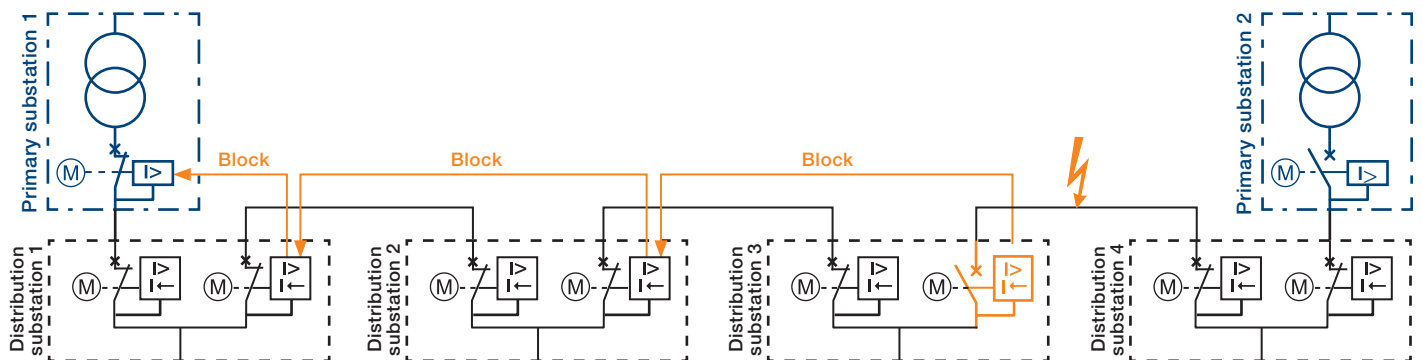 Primary substation 1
M
Block
Block
Block
Primary substation 2
M
Distribution
substation 1
M
M
Distribution
substation 2
M
M
Distribution
substation 3
M
M
Distribution
substation 4
M
M